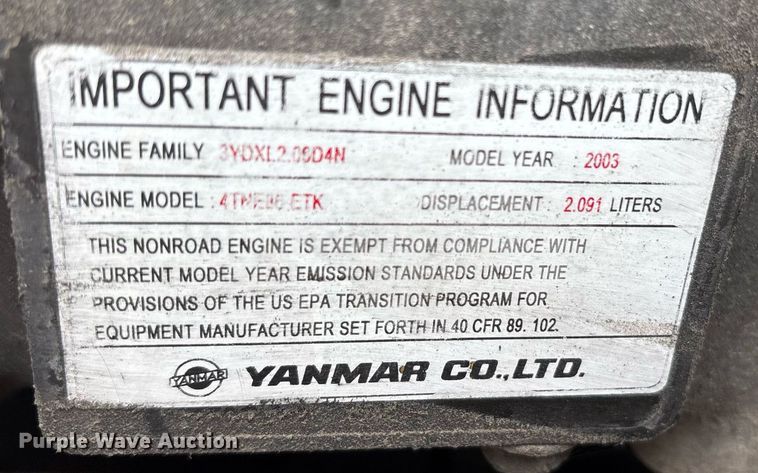 IMPORTANT ENGINE INFORMATION
ENGINE FAMILY 3YDXL2.09D4N MODEL YEAR : 2003
ENGINE MODEL : DISPLACEMENT : 2.091 LITERS
THIS NONROAD ENGINE IS EXEMPT FROM COMPLIANCE WITH
CURRENT MODEL YEAR EMISSION STANDARDS UNDER THE
PROVISIONS OF THE US EPA TRANSITION PROGRAM FOR
EQUIPMENT MANUFACTURER SET FORTH IN 40 CFR 89. 102.
YANMAR YANMAR CO.,LTD.
Purple Wave Auction